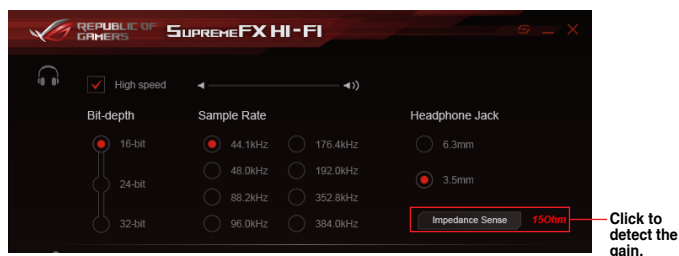 REPUBLIC OF
GAMERS
SUPREMEFX HI-FI
High speed
Bit-depth
Sample Rate
Headphone Jack
16-bit
44.1kHz
176.4kHz
6.3mm
48.0kHz
192.0kHz
24-bit
3.5mm
88.2kHz
352.8kHz
Impedance Sense
15Ohm
Click to
detect the
gain.
32-bit
96.0kHz
384.0kHz